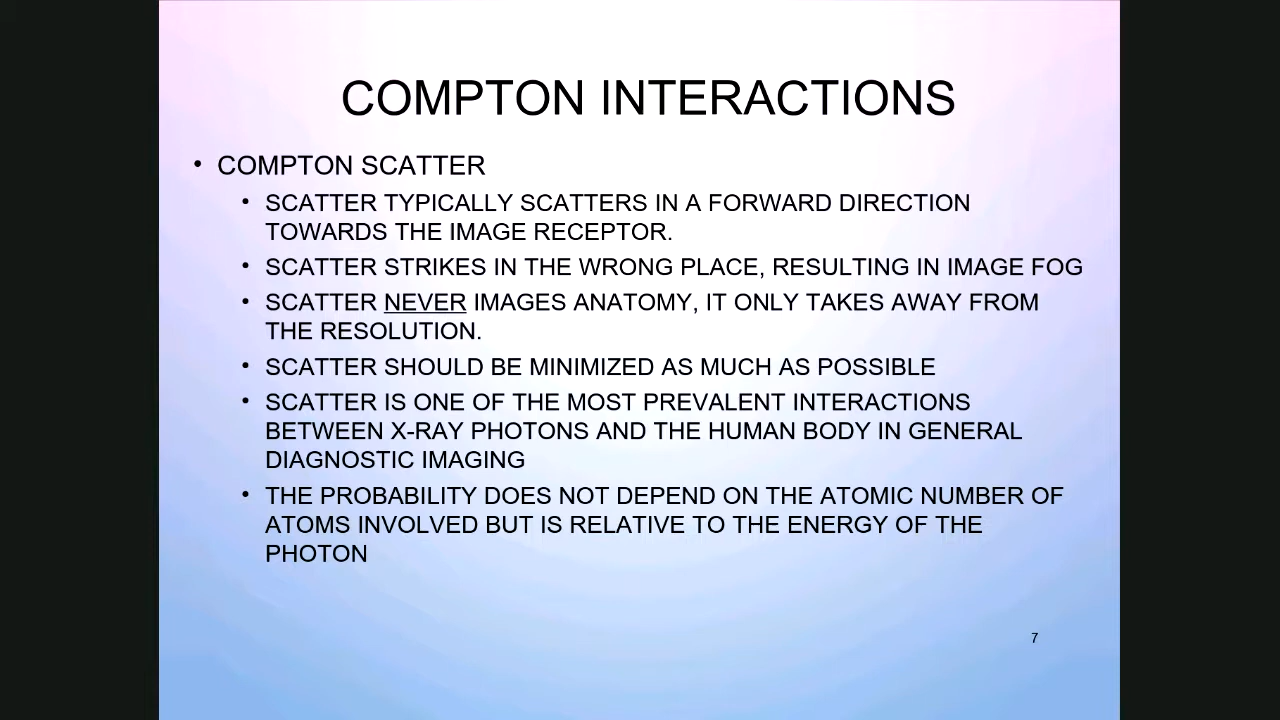 COMPTON INTERACTIONS
• COMPTON SCATTER
• SCATTER TYPICALLY SCATTERS IN A FORWARD DIRECTION
TOWARDS THE IMAGE RECEPTOR.
• SCATTER STRIKES IN THE WRONG PLACE, RESULTING IN IMAGE FOG
• SCATTER NEVER IMAGES ANATOMY, IT ONLY TAKES AWAY FROM
THE RESOLUTION.
• SCATTER SHOULD BE MINIMIZED AS MUCH AS POSSIBLE
• SCATTER IS ONE OF THE MOST PREVALENT INTERACTIONS
BETWEEN X-RAY PHOTONS AND THE HUMAN BODY IN GENERAL
DIAGNOSTIC IMAGING
• THE PROBABILITY DOES NOT DEPEND ON THE ATOMIC NUMBER OF
ATOMS INVOLVED BUT IS RELATIVE TO THE ENERGY OF THE
PHOTON
7